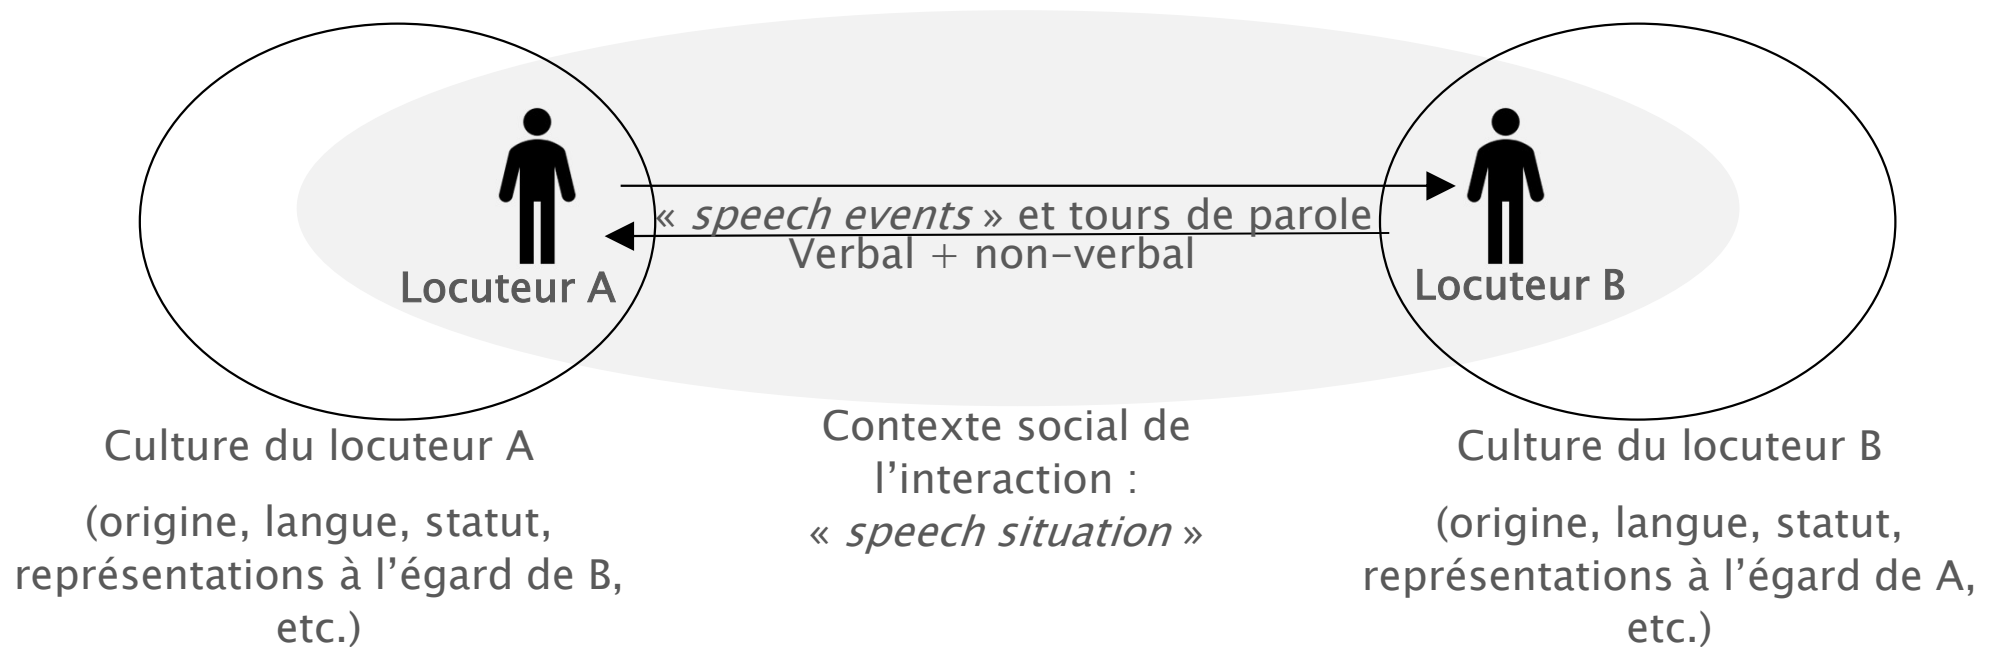 « speech events » et tours de parole
Verbal + non-verbal
Locuteur A
Locuteur B
Culture du locuteur A
(origine, langue, statut,
représentations à l’égard de B,
etc.)
Contexte social de
l’interaction :
« speech situation »
Culture du locuteur B
(origine, langue, statut,
représentations à l’égard de A,
etc.)